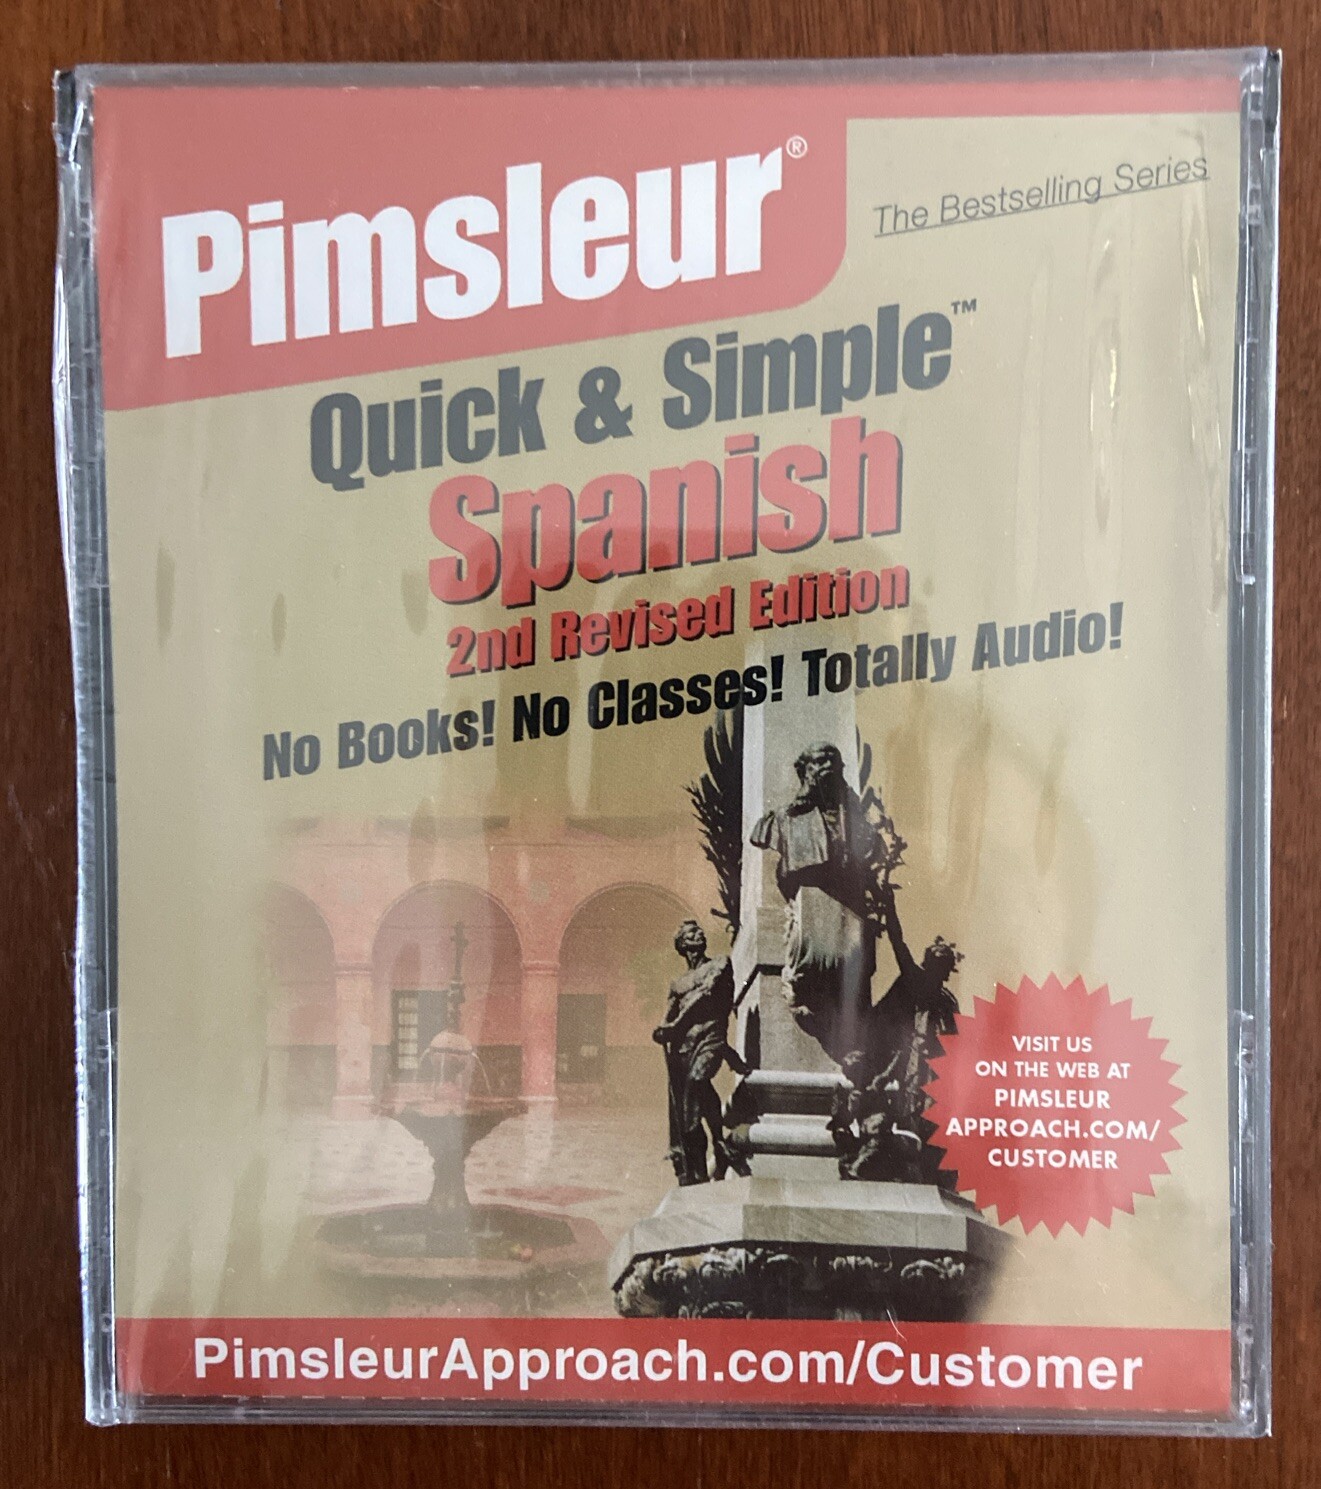 Pimsleur®
The Bestselling Series
Quick & Simple™
Spanish
2nd Revised Edition
No Books! No Classes! Totally Audio!
VISIT US
ON THE WEB AT
PIMSLEUR
APPROACH.COM/
CUSTOMER
PimsleurApproach.com/Customer